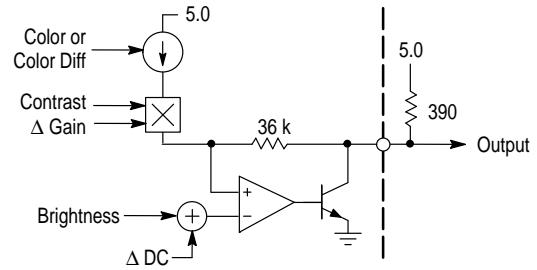 5.0
Color or
Color Diff
Contrast
Δ Gain
36 k
5.0
390
Output
+
−
Brightness
+
Δ DC